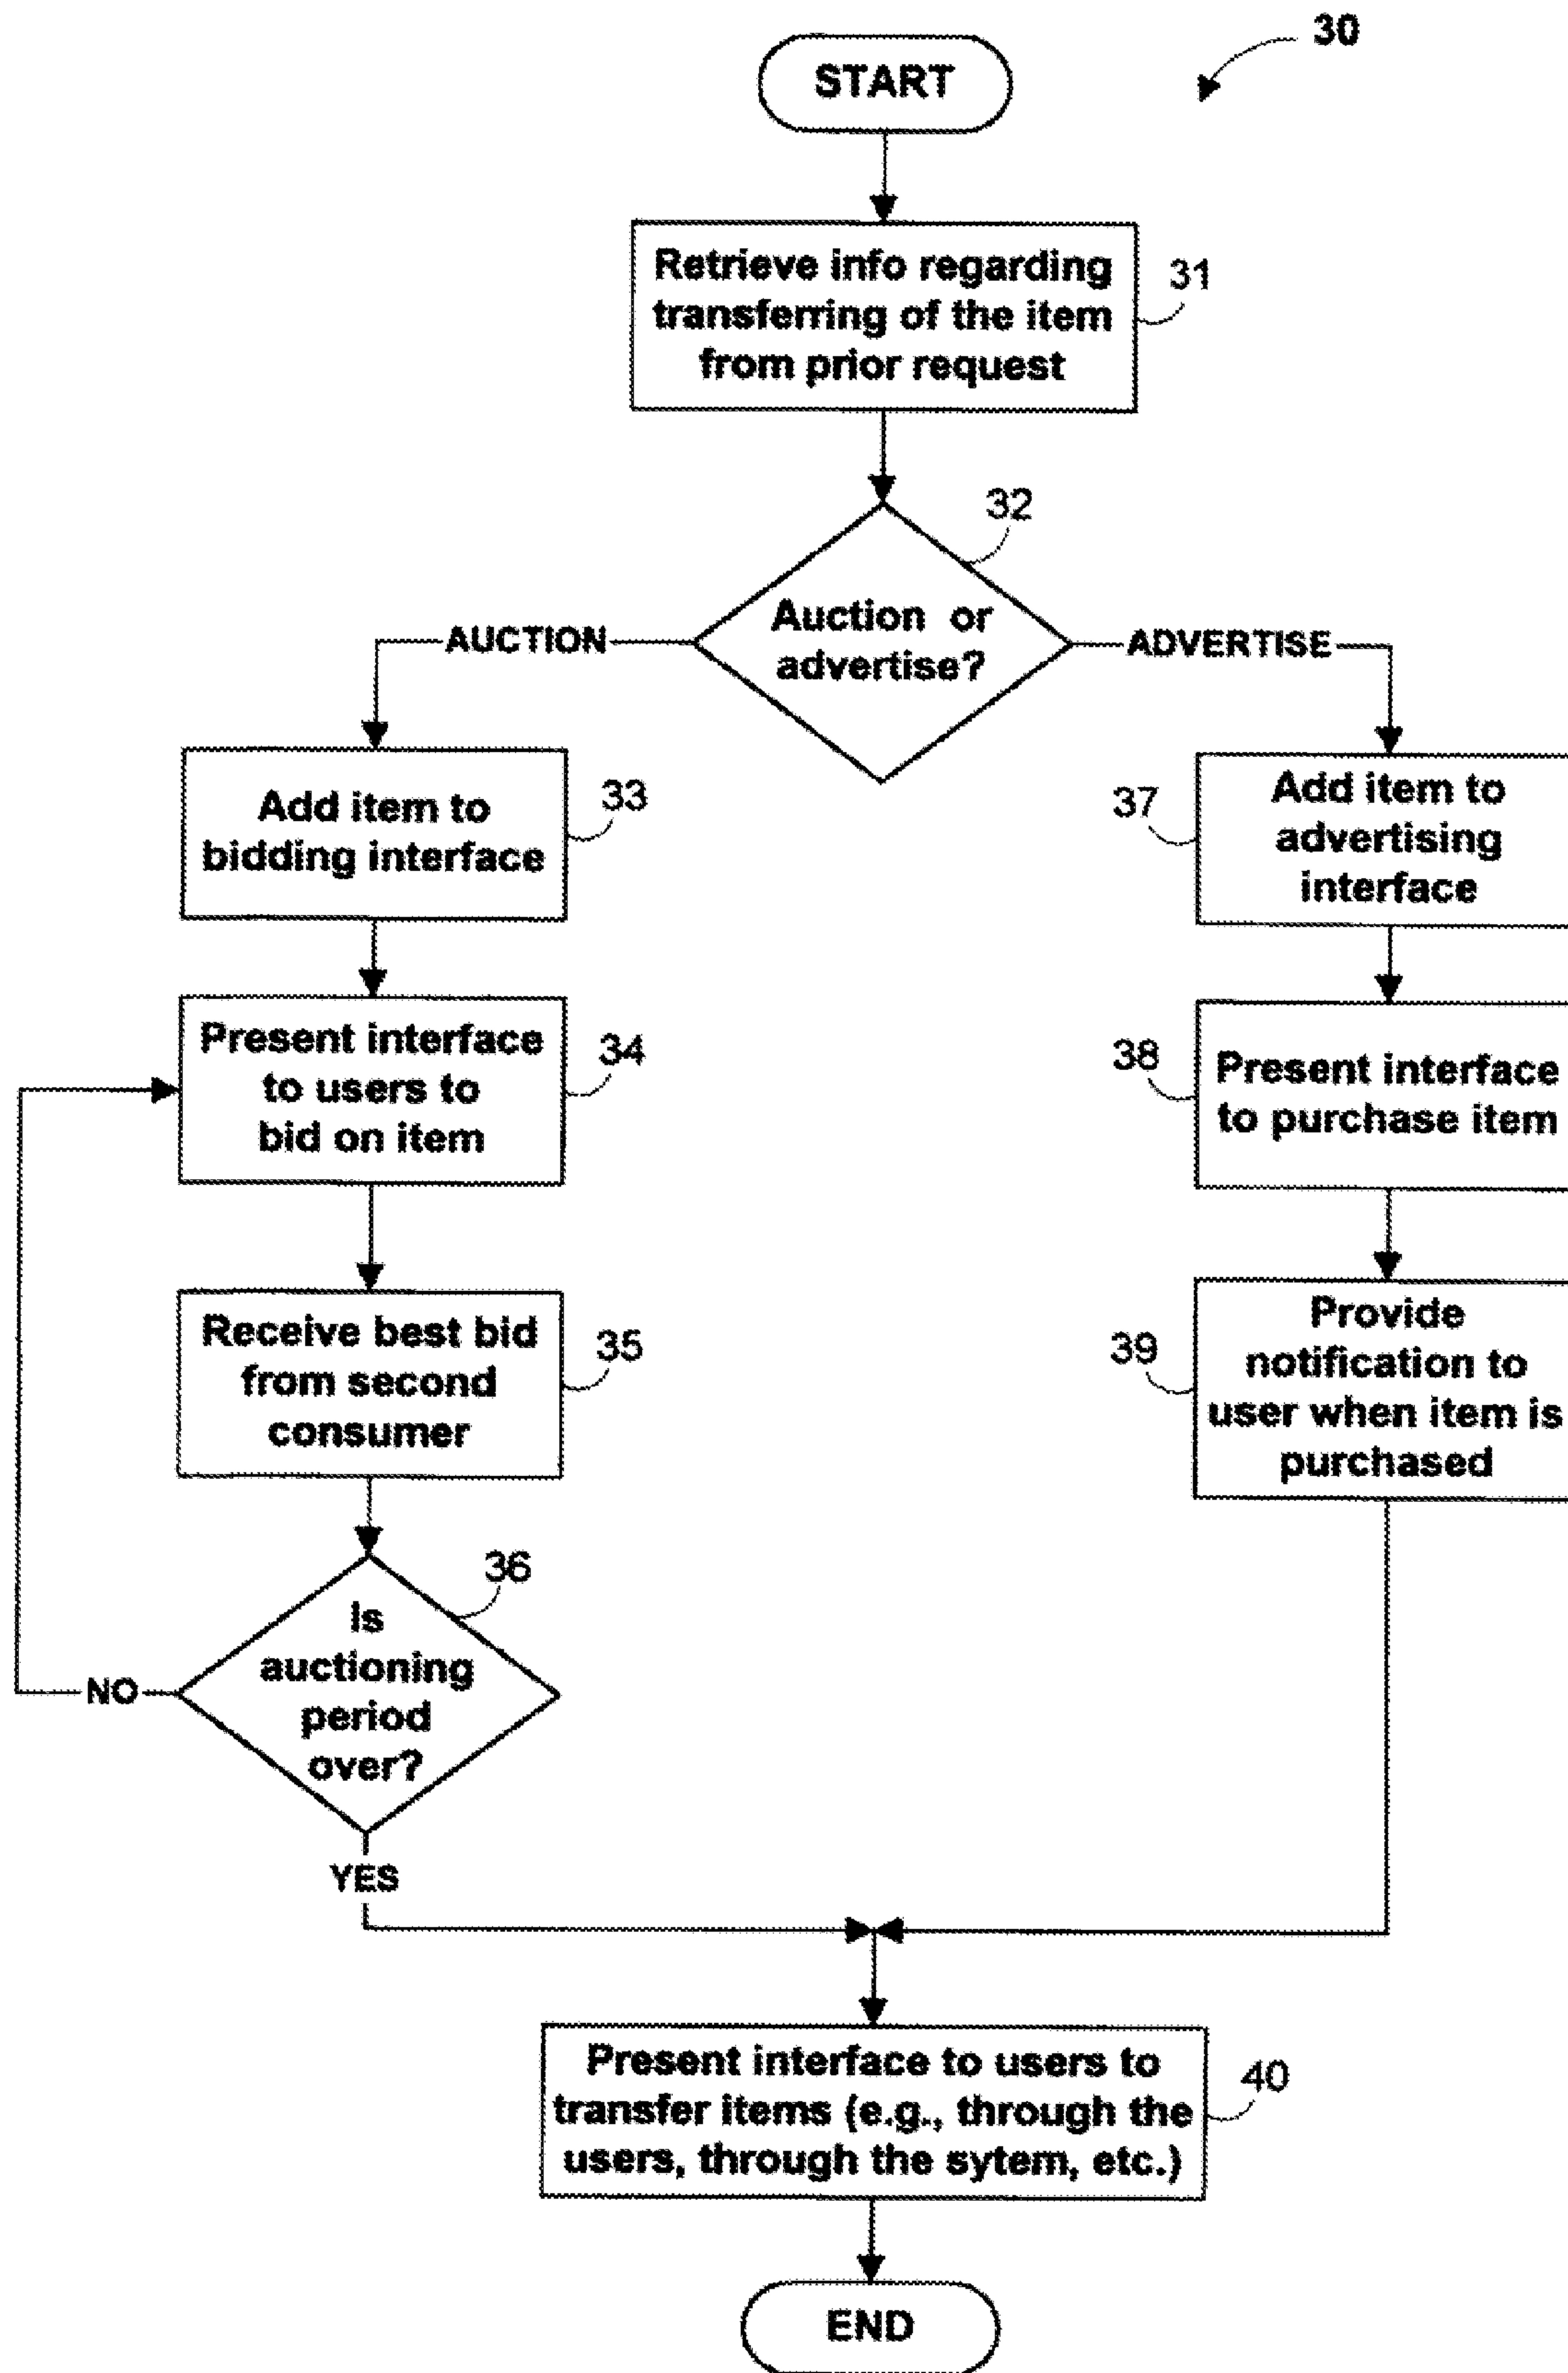 30
START
Retrieve info regarding
transferring of the item
from prior request
31
32
Auction or
advertise?
AUCTION
ADVERTISE
Add item to
bidding interface
33
Present interface
to users to
bid on item
34
Receive best bid
from second
consumer
35
Is
auctioning
period
over?
36
NO
YES
37
Add item to
advertising
interface
38
Present interface
to purchase item
39
Provide
notification to
user when item is
purchased
Present interface to users to
transfer items (e.g., through the
users, through the sytem, etc.)
40
END